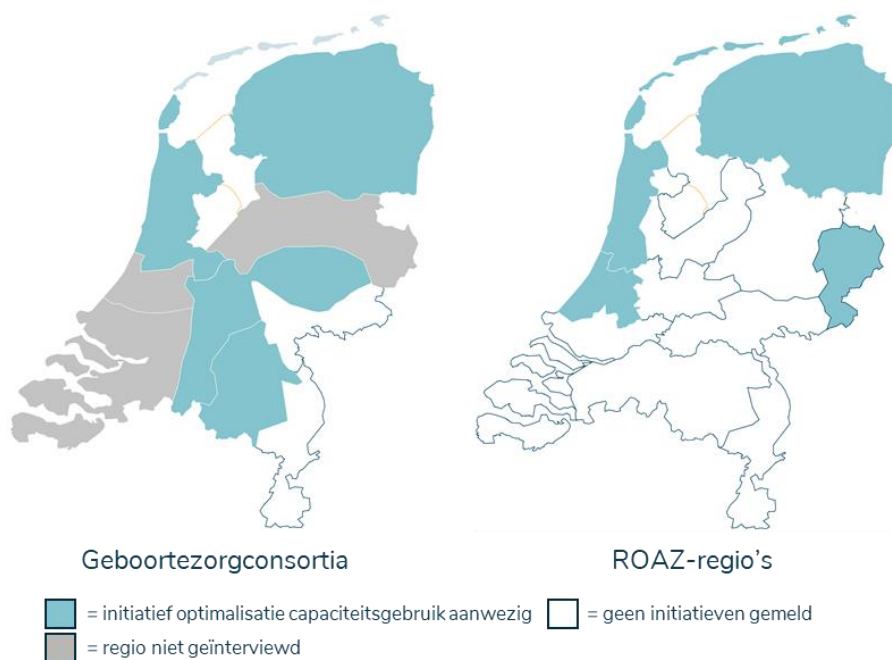 Geboortezorgconsortia
ROAZ-regio's
= initiatief optimalisatie capaciteitsgebruik aanwezig
= geen initiatieven gemeld
= regio niet geïnterviewd